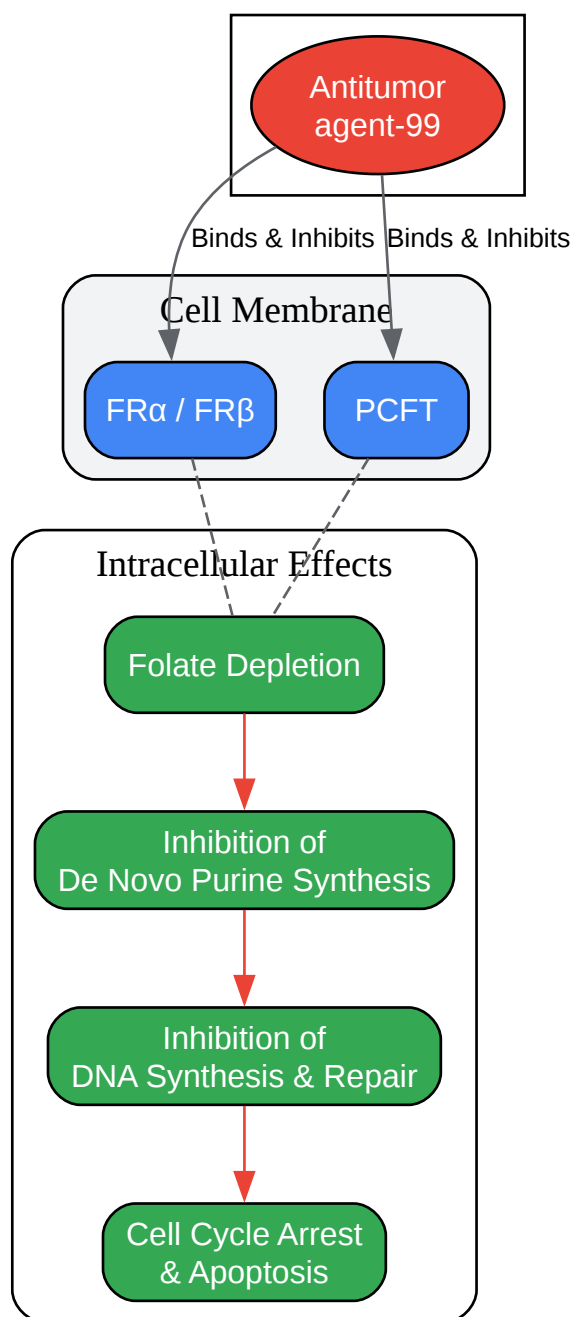 Antitumor
agent-99
Binds & Inhibits
Binds & Inhibits
Cell Membrane
FRα / FRβ
PCFT
Intracellular Effects
Folate Depletion
Inhibition of
De Novo Purine Synthesis
Inhibition of
DNA Synthesis & Repair
Cell Cycle Arrest
& Apoptosis